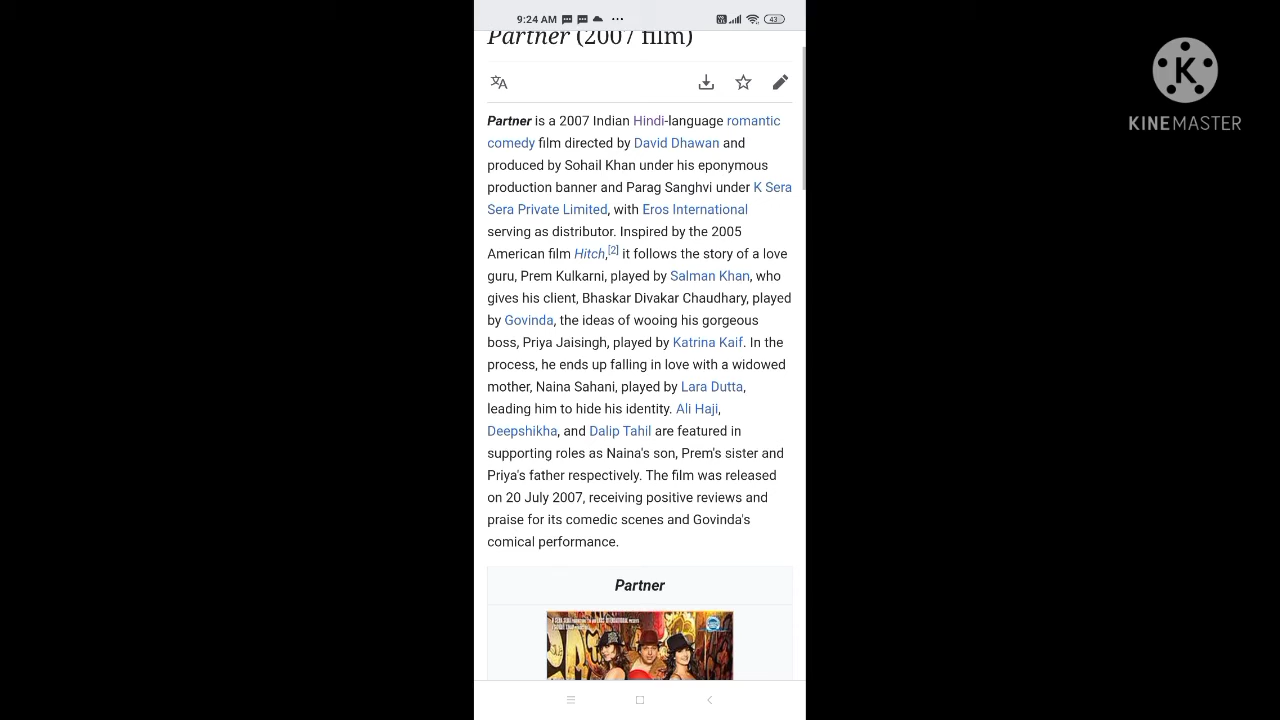 9:24 AM
43
Partner (2007 film)
K
KINEMASTER
Partner is a 2007 Indian Hindi-language romantic
comedy film directed by David Dhawan and
produced by Sohail Khan under his eponymous
production banner and Parag Sanghvi under K Sera
Sera Private Limited, with Eros International
serving as distributor. Inspired by the 2005
American film Hitch,[2] it follows the story of a love
guru, Prem Kulkarni, played by Salman Khan, who
gives his client, Bhaskar Divakar Chaudhary, played
by Govinda, the ideas of wooing his gorgeous
boss, Priya Jaisingh, played by Katrina Kaif. In the
process, he ends up falling in love with a widowed
mother, Naina Sahani, played by Lara Dutta,
leading him to hide his identity. Ali Haji,
Deepshikha, and Dalip Tahil are featured in
supporting roles as Naina's son, Prem's sister and
Priya's father respectively. The film was released
on 20 July 2007, receiving positive reviews and
praise for its comedic scenes and Govinda's
comical performance.
Partner